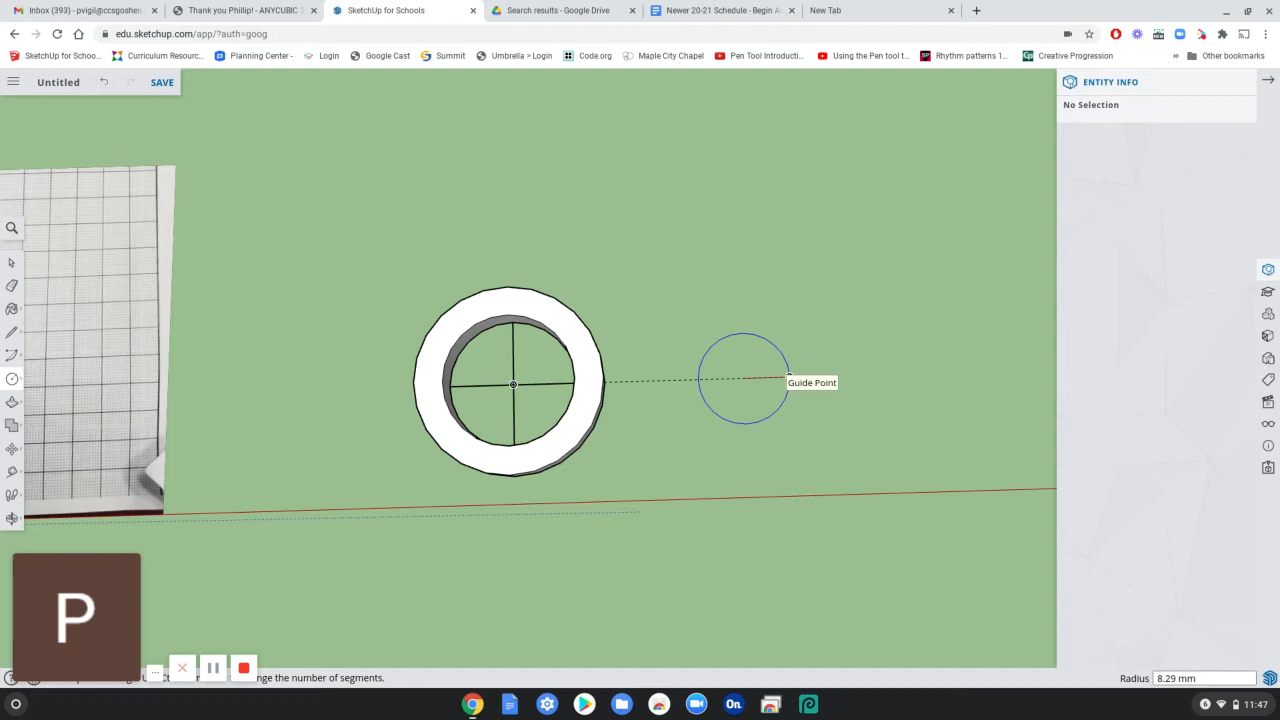 Inbox (393) - pvigil@ccsgoshen
Thank you Phillip! - ANYCUBIC 3
SketchUp for Schools
Search results - Google Drive
Newer 20-21 Schedule - Begin A
New Tab
edu.sketchup.com/app/?auth=goog
SketchUp for Schoo...
Curriculum Resourc...
Planning Center -
Login
Google Cast
Summit
Umbrella > Login
Code.org
Maple City Chapel
Pen Tool Introducti...
Using the Pen tool t...
Rhythm patterns 1...
Creative Progression
»
Other bookmarks
Untitled
SAVE
ENTITY INFO
No Selection
Guide Point
P
...
nge the number of segments.
Radius
8.29 mm
On
6
11:47